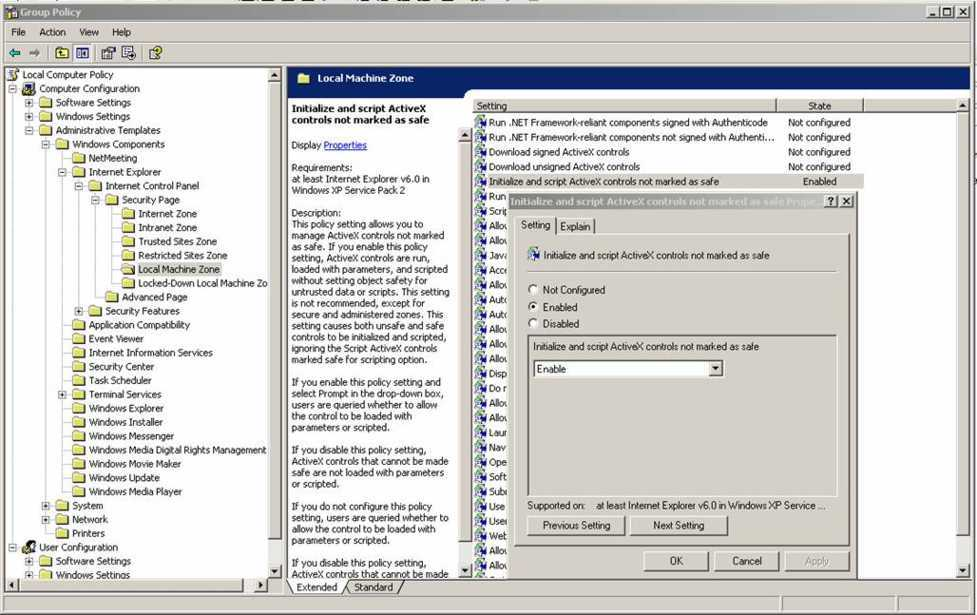 Group Policy
File Action View Help
Local Computer Policy
Computer Configuration
Software Settings
Windows Settings
Administrative Templates
Windows Components
NetMeeting
Internet Explorer
Internet Control Panel
Security Page
Internet Zone
Intranet Zone
Trusted Sites Zone
Restricted Sites Zone
Local Machine Zone
Locked-Down Local Machine Zo
Advanced Page
Security Features
Application Compatibility
Event Viewer
Internet Information Services
Security Center
Task Scheduler
Terminal Services
Windows Explorer
Windows Installer
Windows Messenger
Windows Media Digital Rights Management
Windows Movie Maker
Windows Update
Windows Media Player
System
Network
Printers
User Configuration
Software Settings
Windows Settings
Local Machine Zone
Initialize and script ActiveX
controls not marked as safe
Display Properties
Requirements:
at least Internet Explorer v6.0 in
Windows XP Service Pack 2
Description:
This policy setting allows you to
manage ActiveX controls not marked
as safe. If you enable this policy
setting, ActiveX controls are run,
loaded with parameters, and scripted
without setting object safety for
untrusted data or scripts. This setting
is not recommended, except for
secure and administered zones. This
setting causes both unsafe and safe
controls to be initialized and scripted,
ignoring the Script ActiveX controls
marked safe for scripting option.
If you enable this policy setting and
select Prompt in the drop-down box,
users are queried whether to allow
the control to be loaded with
parameters or scripted.
If you disable this policy setting,
ActiveX controls that cannot be made
safe are not loaded with parameters
or scripted.
If you do not configure this policy
setting, users are queried whether to
allow the control to be loaded with
parameters or scripted.
If you disable this policy setting,
ActiveX controls that cannot be made
Setting State
Run .NET Framework-reliant components signed with Authenticode Not configured
Run .NET Framework-reliant components not signed with Authenti... Not configured
Download signed ActiveX controls Not configured
Download unsigned ActiveX controls Not configured
Initialize and script ActiveX controls not marked as safe Enabled
Run
Scrip
Allow
Allow
Java
Acce
Allow
Auto
Auto
Allow
Allow
Allow
Disp
Do n
Allow
Allow
Laun
Navi
Open
Soft
Subm
Use
User
Web
Allow
Initialize and script ActiveX controls not marked as safe Prope...
Setting Explain
Initialize and script ActiveX controls not marked as safe
Not Configured
Enabled
Disabled
Initialize and script ActiveX controls not marked as safe
Enable
Supported on: at least Internet Explorer v6.0 in Windows XP Service ...
Previous Setting Next Setting
OK Cancel Apply
Extended Standard